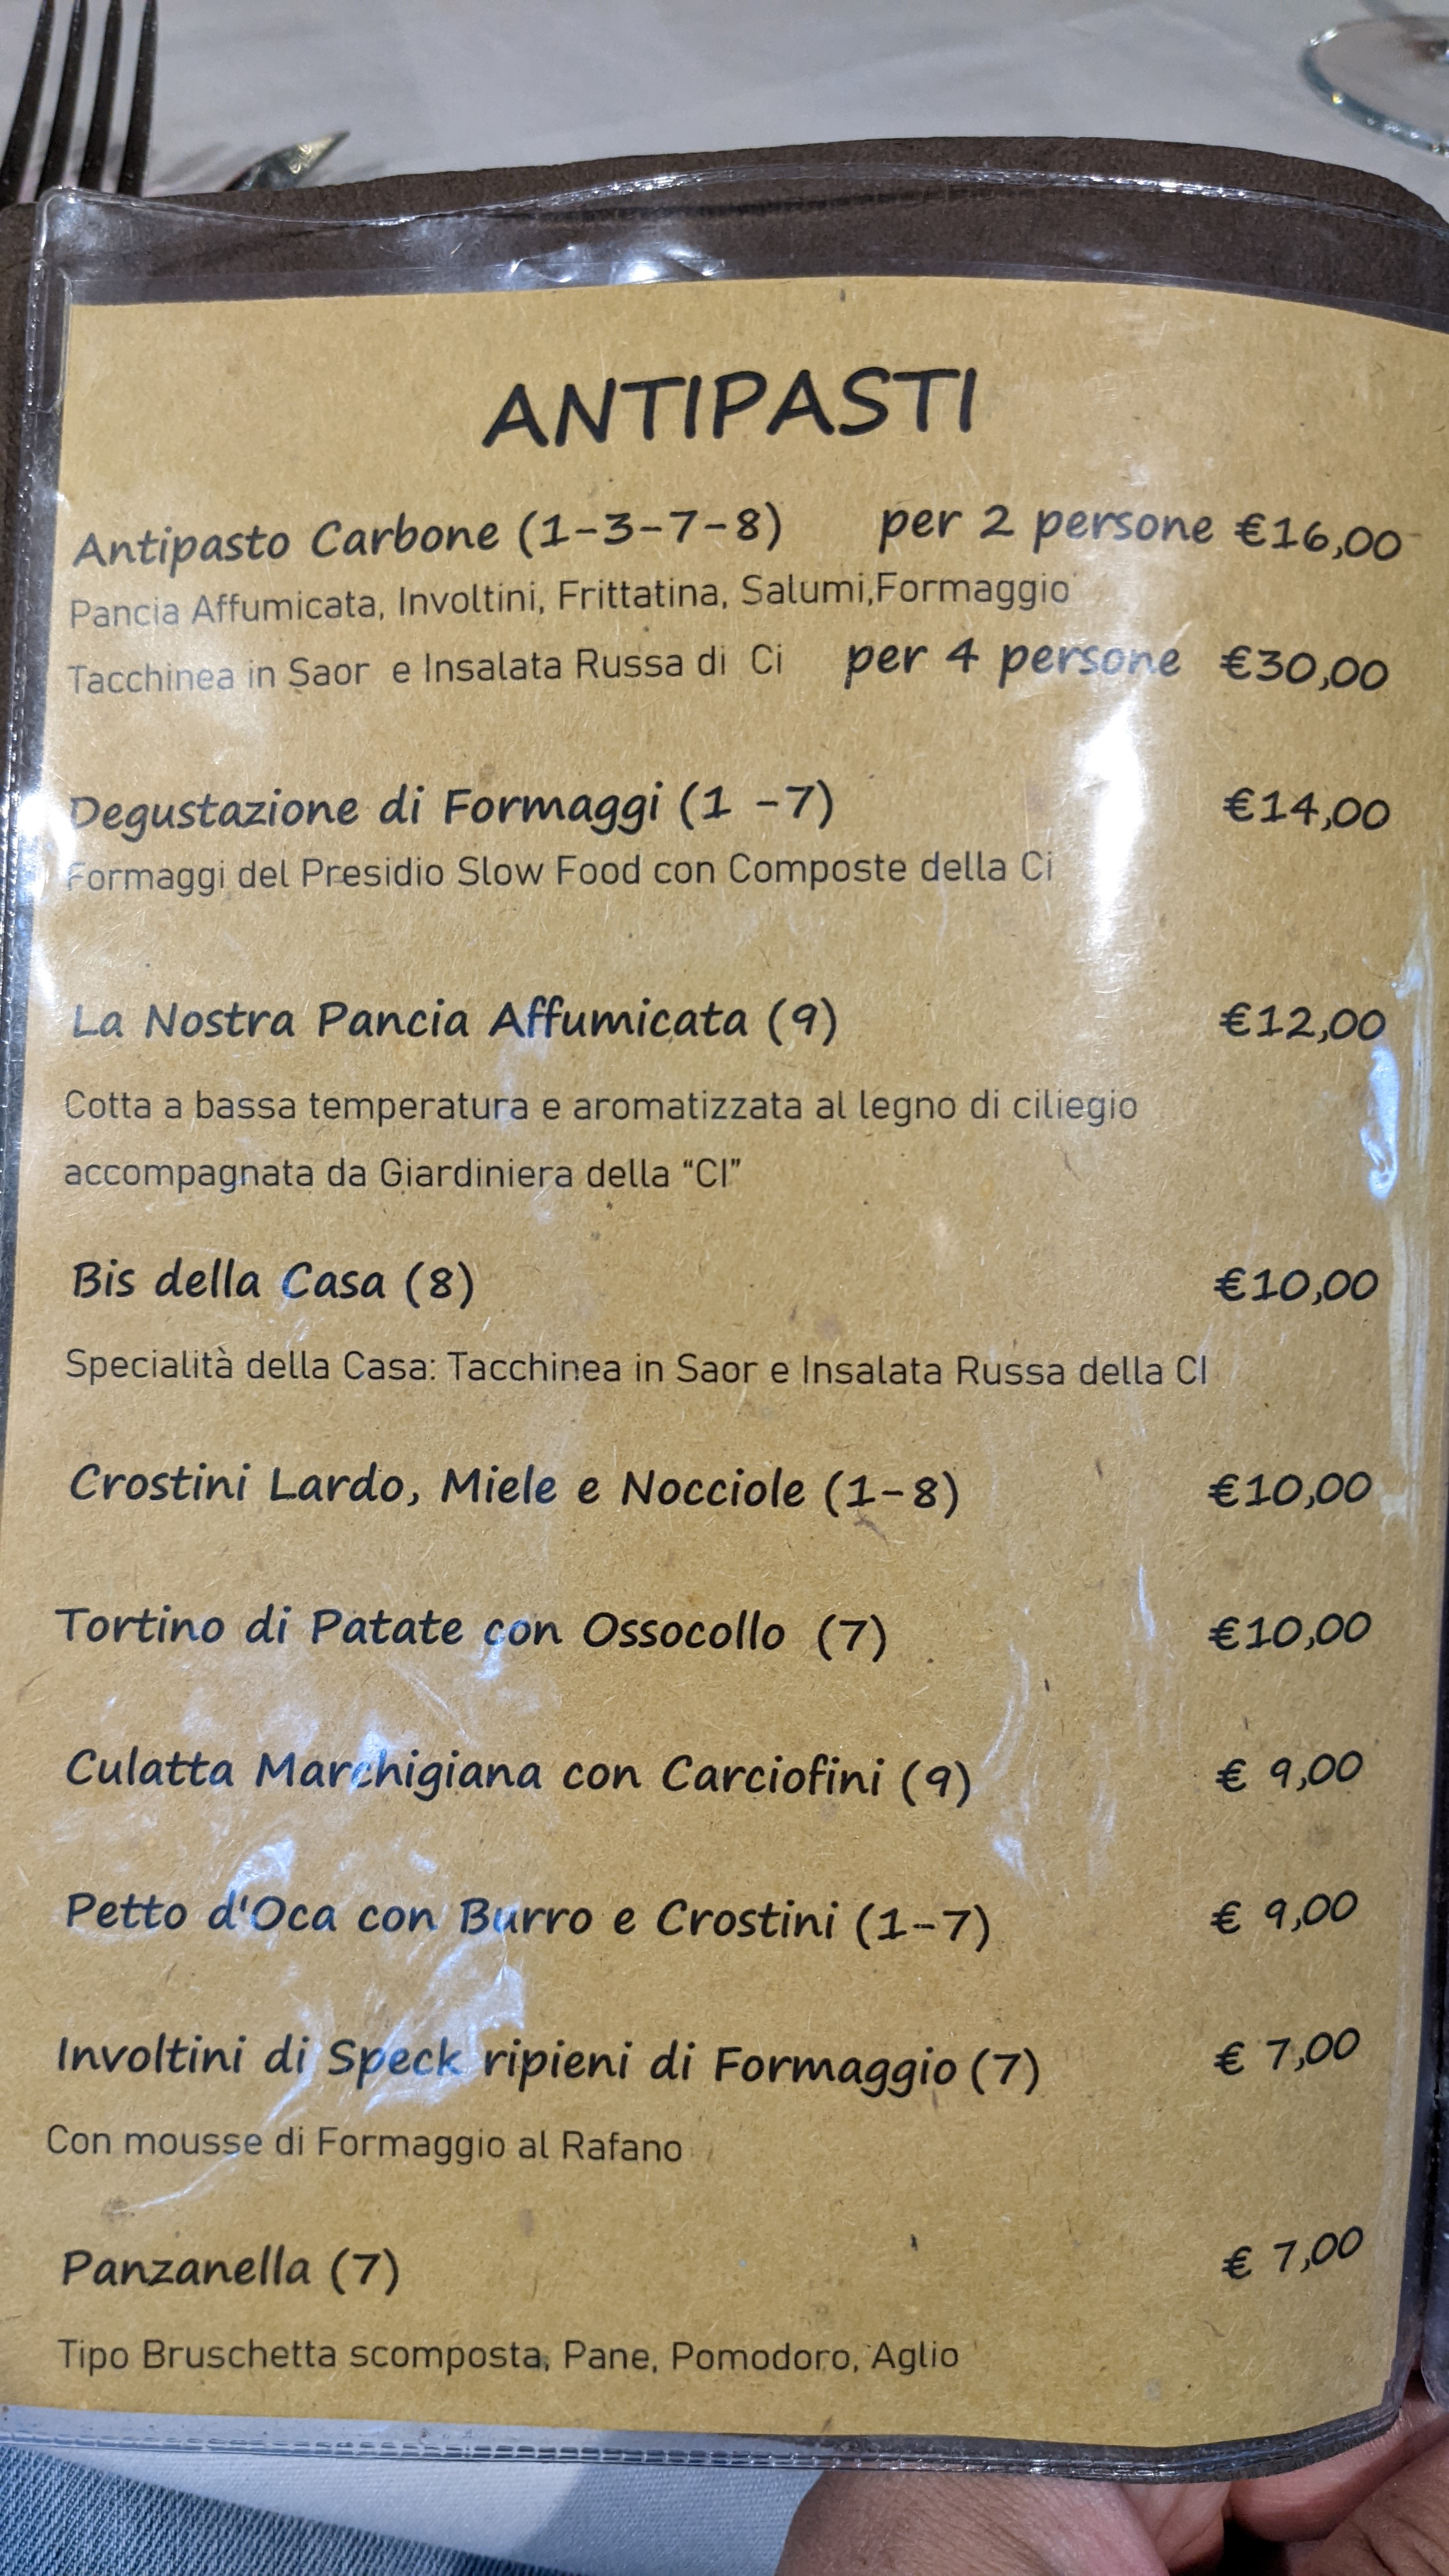 ANTIPASTI
Antipasto Carbone (1-3-7-8) per 2 persone €16,00
Pancia Affumicata, Involtini, Frittatina, Salumi,Formaggio
Tacchinea in Saor e Insalata Russa di Ci per 4 persone €30,00
Degustazione di Formaggi (1 -7) €14,00
Formaggi del Presidio Slow Food con Composte della Ci
La Nostra Pancia Affumicata (9) €12,00
Cotta a bassa temperatura e aromatizzata al legno di ciliegio
accompagnata da Giardiniera della “CI”
Bis della Casa (8) €10,00
Specialità della Casa: Tacchinea in Saor e Insalata Russa della CI
Crostini Lardo, Miele e Nocciole (1-8) €10,00
Tortino di Patate con Ossocollo (7) €10,00
Culatta Marchigiana con Carciofini (9) € 9,00
Petto d'Oca con Burro e Crostini (1-7) € 9,00
Involtini di Speck ripieni di Formaggio (7) € 7,00
Con mousse di Formaggio al Rafano
Panzanella (7) € 7,00
Tipo Bruschetta scomposta, Pane, Pomodoro, Aglio